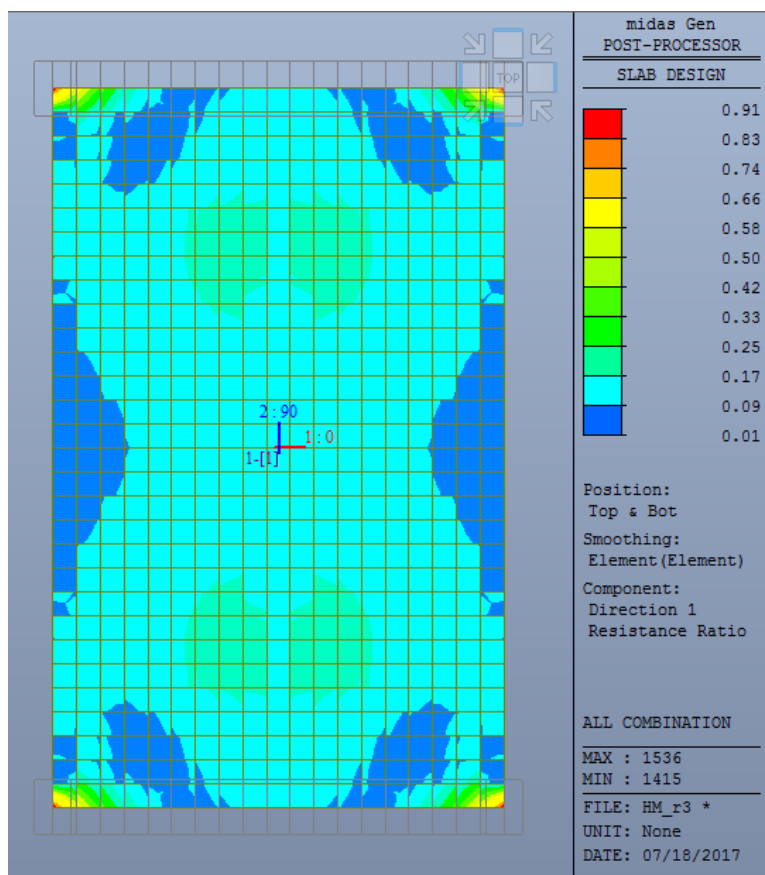 midas Gen
POST-PROCESSOR
SLAB DESIGN
TOP
0.91
0.83
0.74
0.66
0.58
0.50
0.42
0.33
0.25
0.17
0.09
0.01
2:90
1:0
1-[1]
Position:
Top & Bot
Smoothing:
Element(Element)
Component:
Direction 1
Resistance Ratio
ALL COMBINATION
MAX : 1536
MIN : 1415
FILE: HM_r3 *
UNIT: None
DATE: 07/18/2017